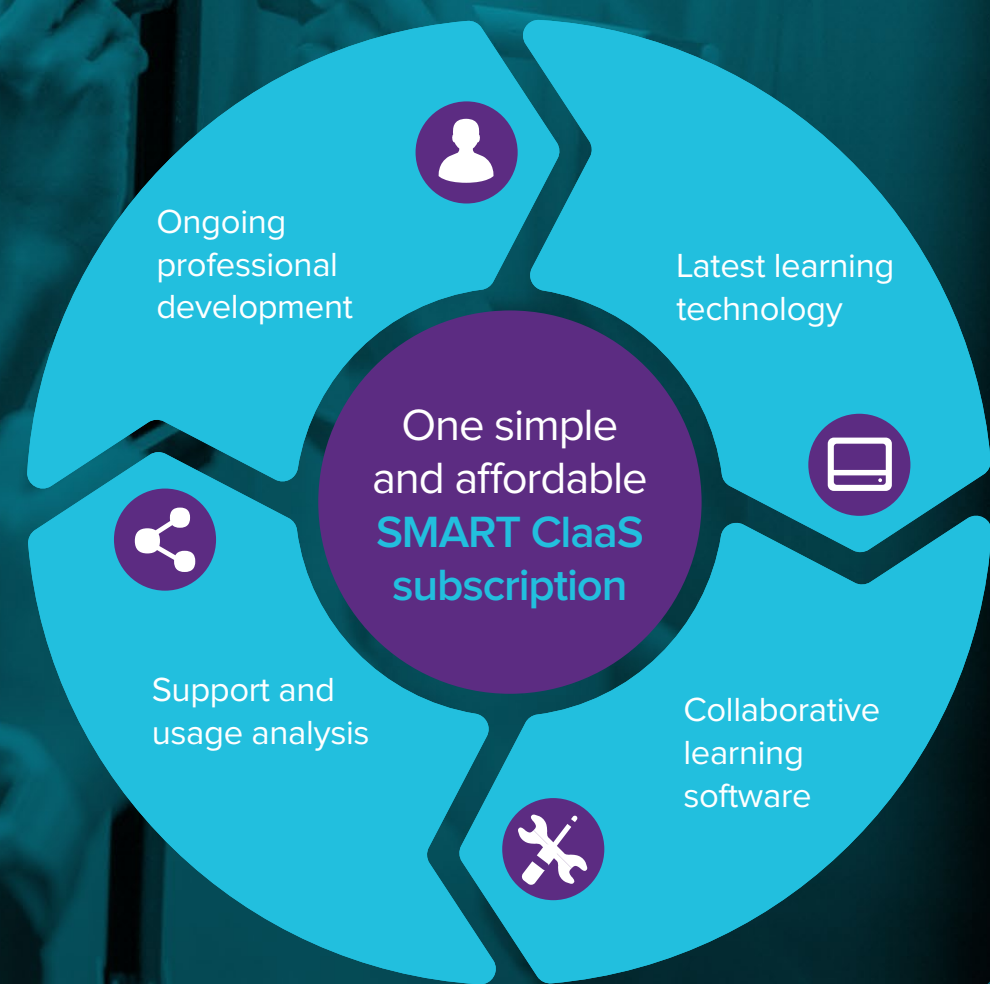 Ongoing
professional
development
Latest learning
technology
One simple
and affordable
SMART ClaaS
subscription
Support and
usage analysis
Collaborative
learning
software